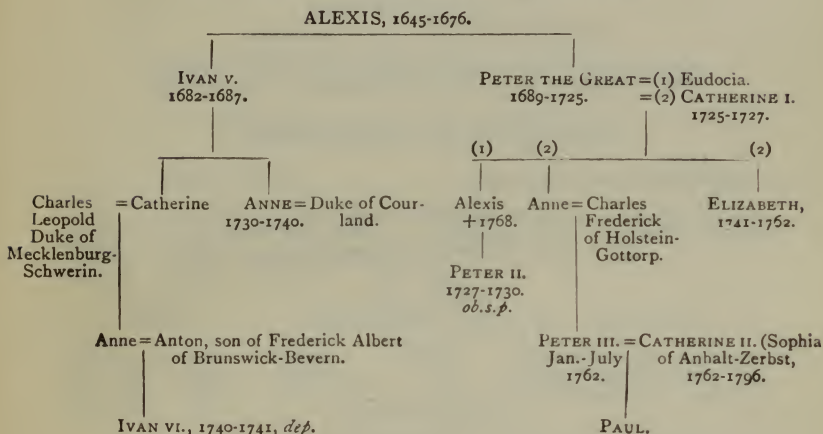 ALEXIS, 1645-1676.
IVAN V.
1682-1687.
PETER THE GREAT = (1) Eudocia.
1689-1725. = (2) CATHERINE I.
1725-1727.
(1) (2) (2)
Charles
Leopold
Duke of
Mecklenburg-
Schwerin.
= Catherine
ANNE = Duke of Cour-
1730-1740. land.
Alexis
+1768.
PETER II.
1727-1730.
ob.s.p.
Anne = Charles
Frederick
of Holstein-
Gottorp.
ELIZABETH,
1741-1762.
Anne = Anton, son of Frederick Albert
of Brunswick-Bevern.
PETER III. = CATHERINE II. (Sophia
Jan.-July of Anhalt-Zerbst,
1762. 1762-1796.
IVAN VI., 1740-1741, dep.
PAUL.